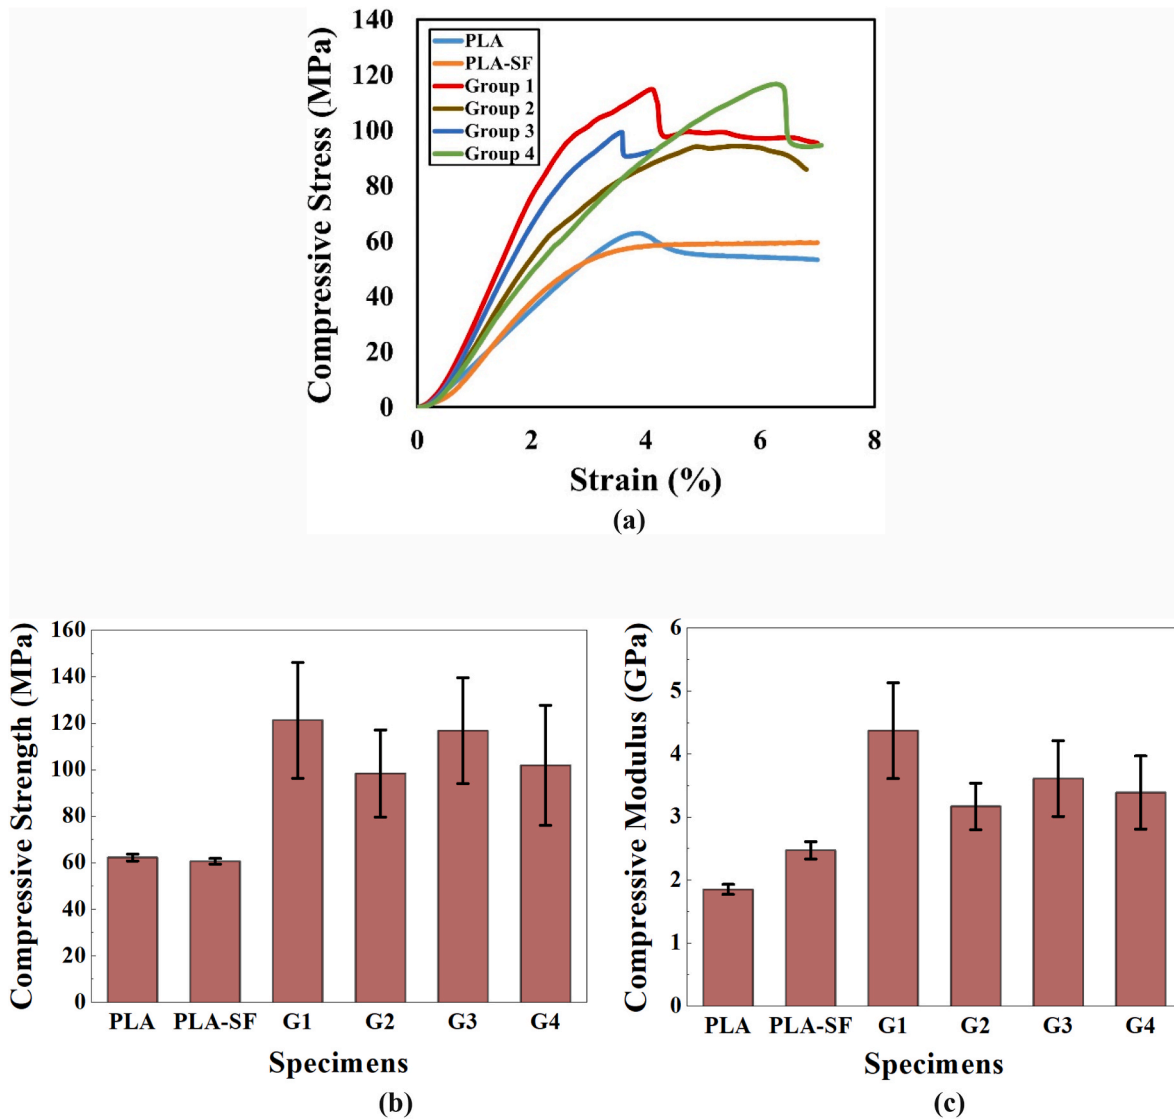 140
120
100
80
60
40
20
0
Compressive Stress (MPa)
PLA
PLA-SF
Group 1
Group 2
Group 3
Group 4
0 2 4 6 8
Strain (%)
(a)
160
140
120
100
80
60
40
20
0
Compressive Strength (MPa)
PLA PLA-SF G1 G2 G3 G4
Specimens
(b)
6
5
4
3
2
1
0
Compressive Modulus (GPa)
PLA PLA-SF G1 G2 G3 G4
Specimens
(c)